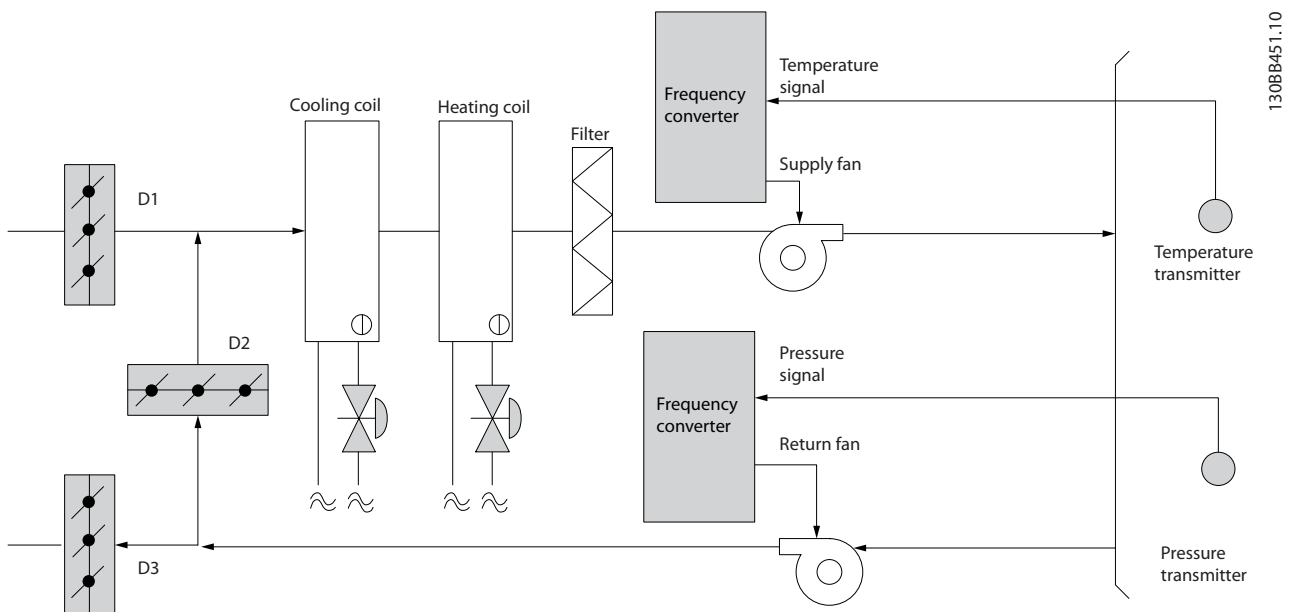 130BB451.10
Temperature
signal
Frequency
converter
Cooling coil
Heating coil
Filter
Supply fan
D1
Temperature
transmitter
D2
Pressure
signal
Frequency
converter
Return fan
D3
Pressure
transmitter